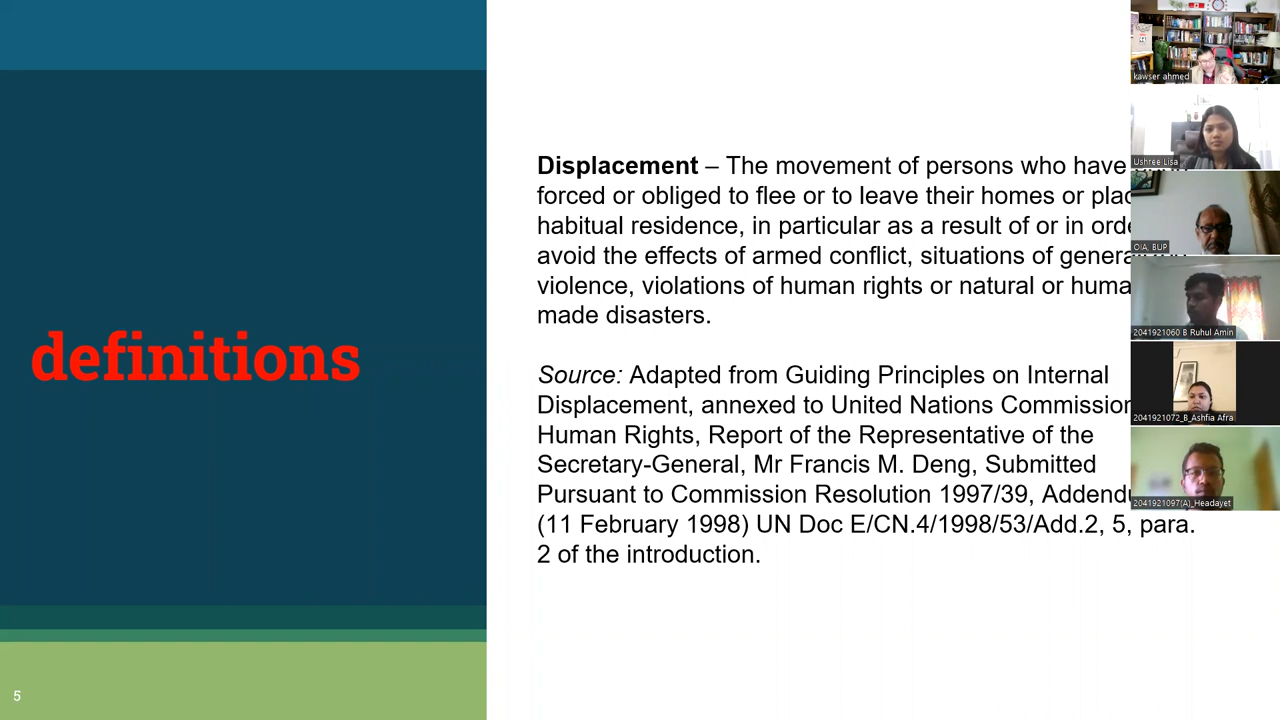 definitions
Displacement – The movement of persons who have
forced or obliged to flee or to leave their homes or
habitual residence, in particular as a result of or in
avoid the effects of armed conflict, situations of
violence, violations of human rights or natural or
made disasters.
Source: Adapted from Guiding Principles on Internal
Displacement, annexed to United Nations Commission
Human Rights, Report of the Representative of the
Secretary-General, Mr Francis M. Deng, Submitted
Pursuant to Commission Resolution 1997/39,
(11 February 1998) UN Doc E/CN.4/1998/53/Add.2, 5, para.
2 of the introduction.
5
kawser ahmed
Ushree Lisa
OIA, BUP
2041921060 B Ruhul Amin
2041921072_B_Ashfia Afra
2041921097(A)_Headayet